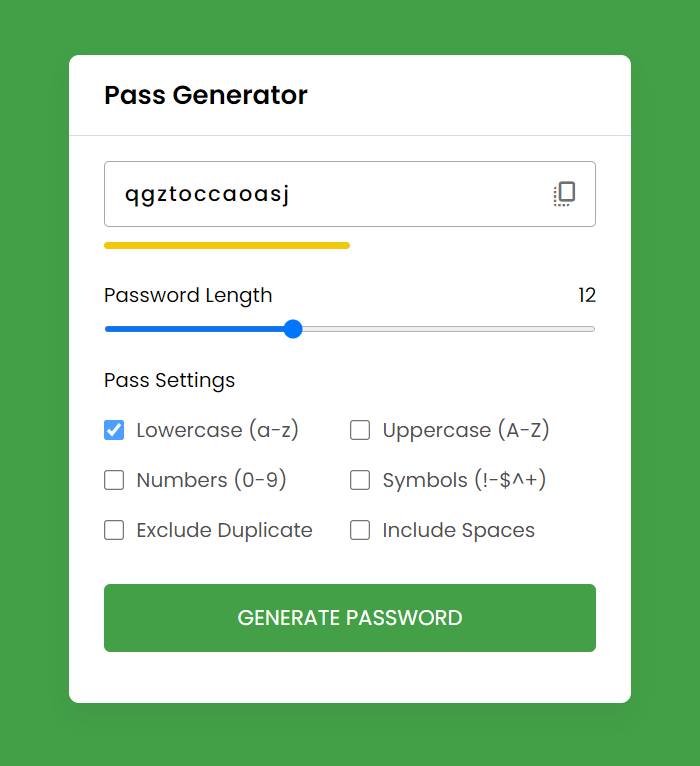 Pass Generator
qgztoccaoasj
Password Length 12
Pass Settings
Lowercase (a-z) Uppercase (A-Z)
Numbers (0-9) Symbols (!-$^+)
Exclude Duplicate Include Spaces
GENERATE PASSWORD